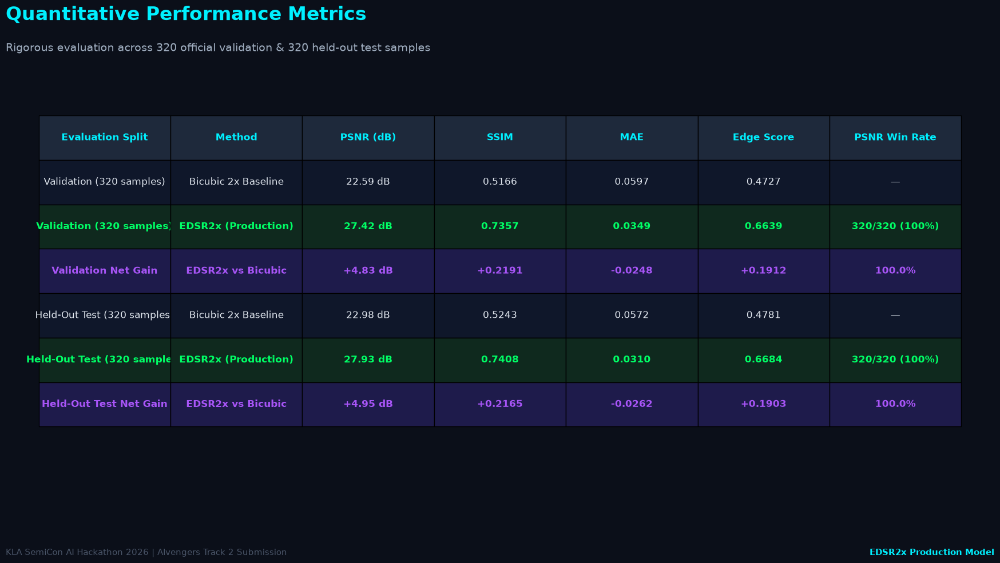 Quantitative Performance Metrics
Rigorous evaluation across 320 official validation & 320 held-out test samples
Evaluation Split Method PSNR (dB) SSIM MAE Edge Score PSNR Win Rate
Validation (320 samples) Bicubic 2x Baseline 22.59 dB 0.5166 0.0597 0.4727 —
Validation (320 samples) EDSR2x (Production) 27.42 dB 0.7357 0.0349 0.6639 320/320 (100%)
Validation Net Gain EDSR2x vs Bicubic +4.83 dB +0.2191 -0.0248 +0.1912 100.0%
Held-Out Test (320 samples Bicubic 2x Baseline 22.98 dB 0.5243 0.0572 0.4781 —
Held-Out Test (320 sample EDSR2x (Production) 27.93 dB 0.7408 0.0310 0.6684 320/320 (100%)
Held-Out Test Net Gain EDSR2x vs Bicubic +4.95 dB +0.2165 -0.0262 +0.1903 100.0%
KLA SemiCon AI Hackathon 2026 | AIvengers Track 2 Submission
EDSR2x Production Model